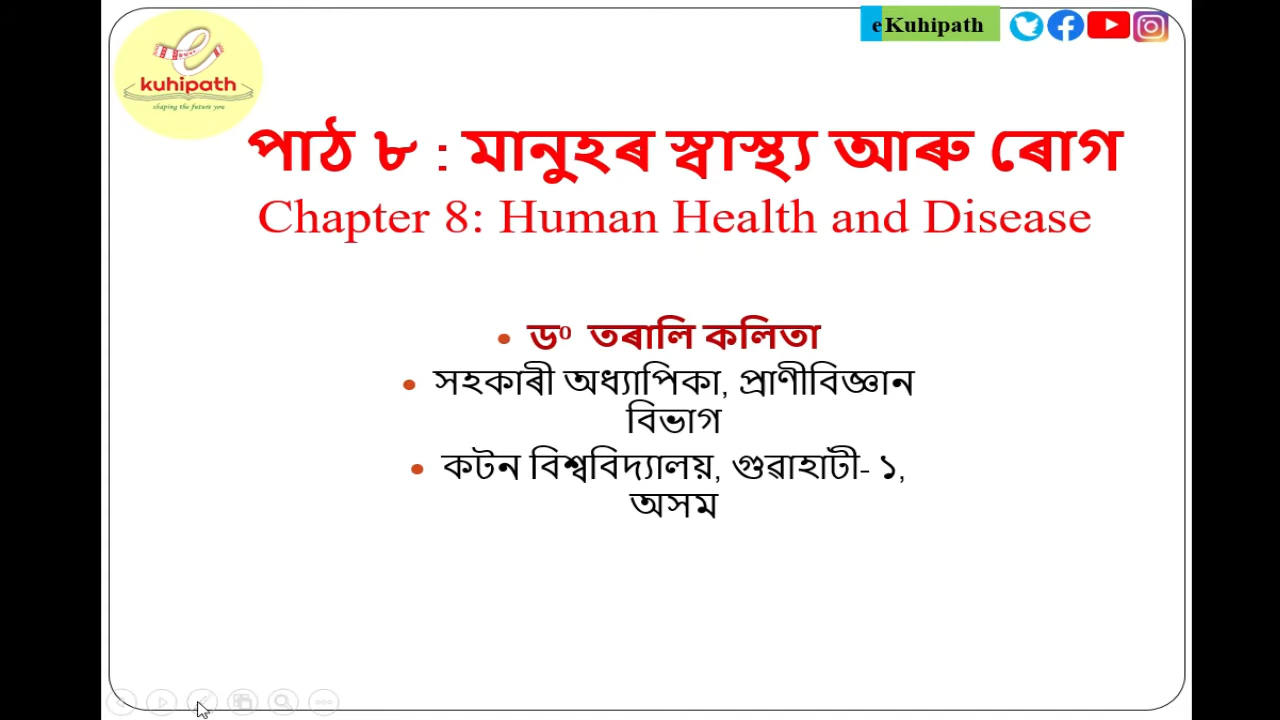 kuhipath
shaping the future you
eKuhipath
পাঠ ৮ : মানুহৰ স্বাস্থ্য আৰু ৰোগ
Chapter 8: Human Health and Disease
• ড০ তৰালি কলিতা
• সহকাৰী অধ্যাপিকা, প্ৰাণীবিজ্ঞান
বিভাগ
• কটন বিশ্ববিদ্যালয়, গুৱাহাটী- ১,
অসম